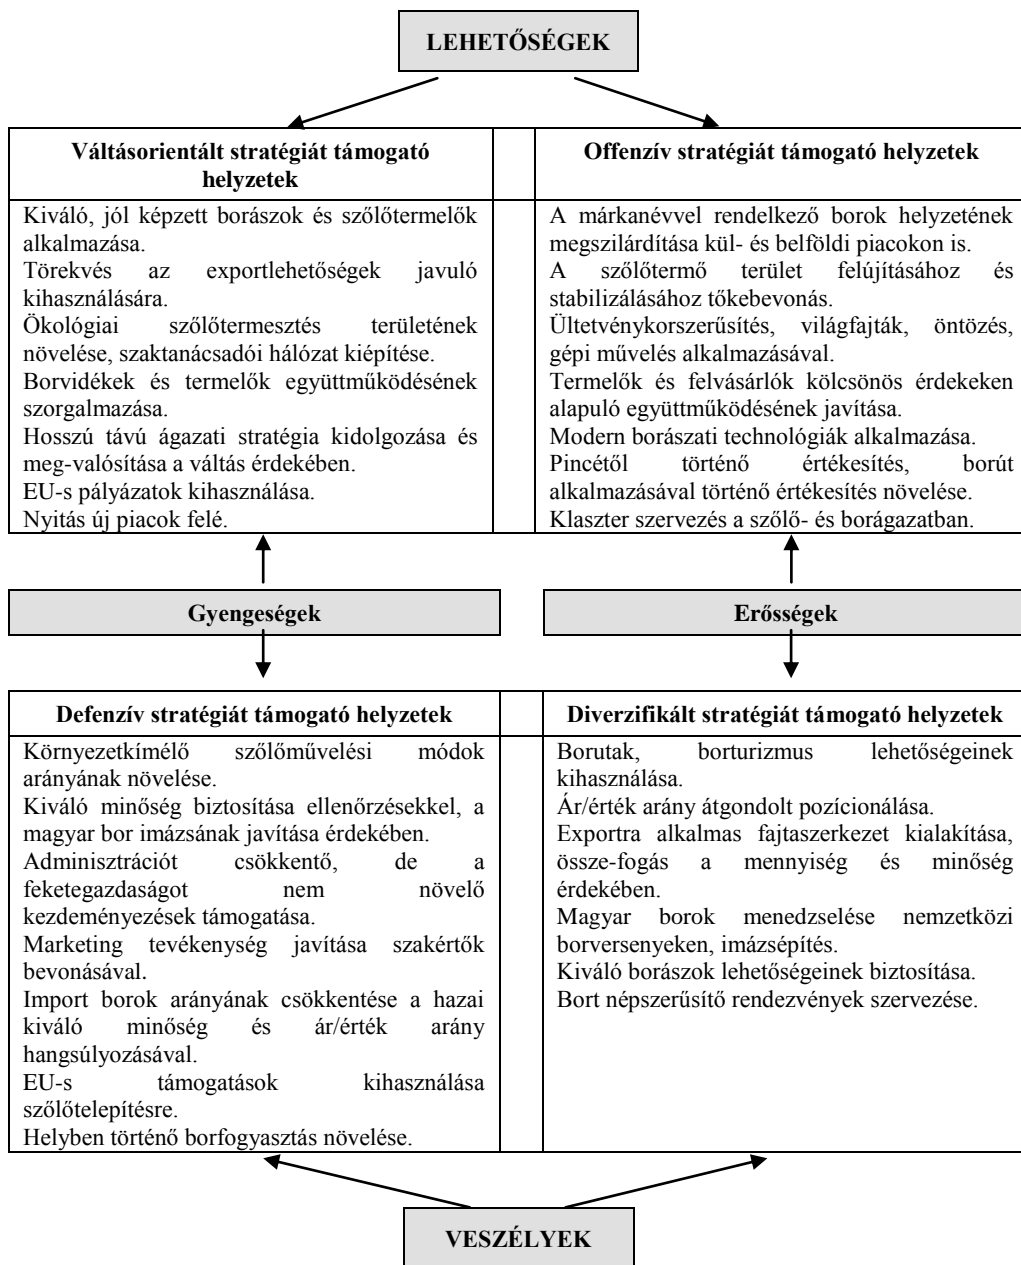 LEHETŐSÉGEK
Váltásorientált stratégiát támogató
helyzetek
Kiváló, jól képzett borászok és szőlőtermelők
alkalmazása.
Törekvés az exportlehetőségek javuló
kihasználására.
Ökológiai szőlőtermesztés területének
növelése, szaktanácsadói hálózat kiépítése.
Borvidékek és termelők együttműködésének
szorgalmazása.
Hosszú távú ágazati stratégia kidolgozása és
meg-valósítása a váltás érdekében.
EU-s pályázatok kihasználása.
Nyitás új piacok felé.
Offenzív stratégiát támogató helyzetek
A márkanévvel rendelkező borok helyzetének
megszilárdítása kül- és belföldi piacokon is.
A szőlőtermő terület felújításához és
stabilizálásához tőkebevonás.
Ültetvénykorszerűsítés, világfajták, öntözés,
gépi művelés alkalmazásával.
Termelők és felvásárlók kölcsönös érdekeken
alapuló együttműködésének javítása.
Modern borászati technológiák alkalmazása.
Pincétől történő értékesítés, borút
alkalmazásával történő értékesítés növelése.
Klaszter szervezés a szőlő- és borágazatban.
Gyengeségek
Erősségek
Defenzív stratégiát támogató helyzetek
Környezetkímélő szőlőművelési módok
arányának növelése.
Kiváló minőség biztosítása ellenőrzésekkel, a
magyar bor imázsának javítása érdekében.
Adminisztrációt csökkentő, de a
feketegazdaságot nem növelő
kezdeményezések támogatása.
Marketing tevékenység javítása szakértők
bevonásával.
Import borok arányának csökkentése a hazai
kiváló minőség és ár/érték arány
hangsúlyozásával.
EU-s támogatások kihasználása
szőlőtelepítésre.
Helyben történő borfogyasztás növelése.
Diverzifikált stratégiát támogató helyzetek
Borutak, borturizmus lehetőségeinek
kihasználása.
Ár/érték arány átgondolt pozícionálása.
Exportra alkalmas fajtaszerkezet kialakítása,
össze-fogás a mennyiség és minőség
érdekében.
Magyar borok menedzselése nemzetközi
borversenyeken, imázsépítés.
Kiváló borászok lehetőségeinek biztosítása.
Bort népszerűsítő rendezvények szervezése.
VESZÉLYEK